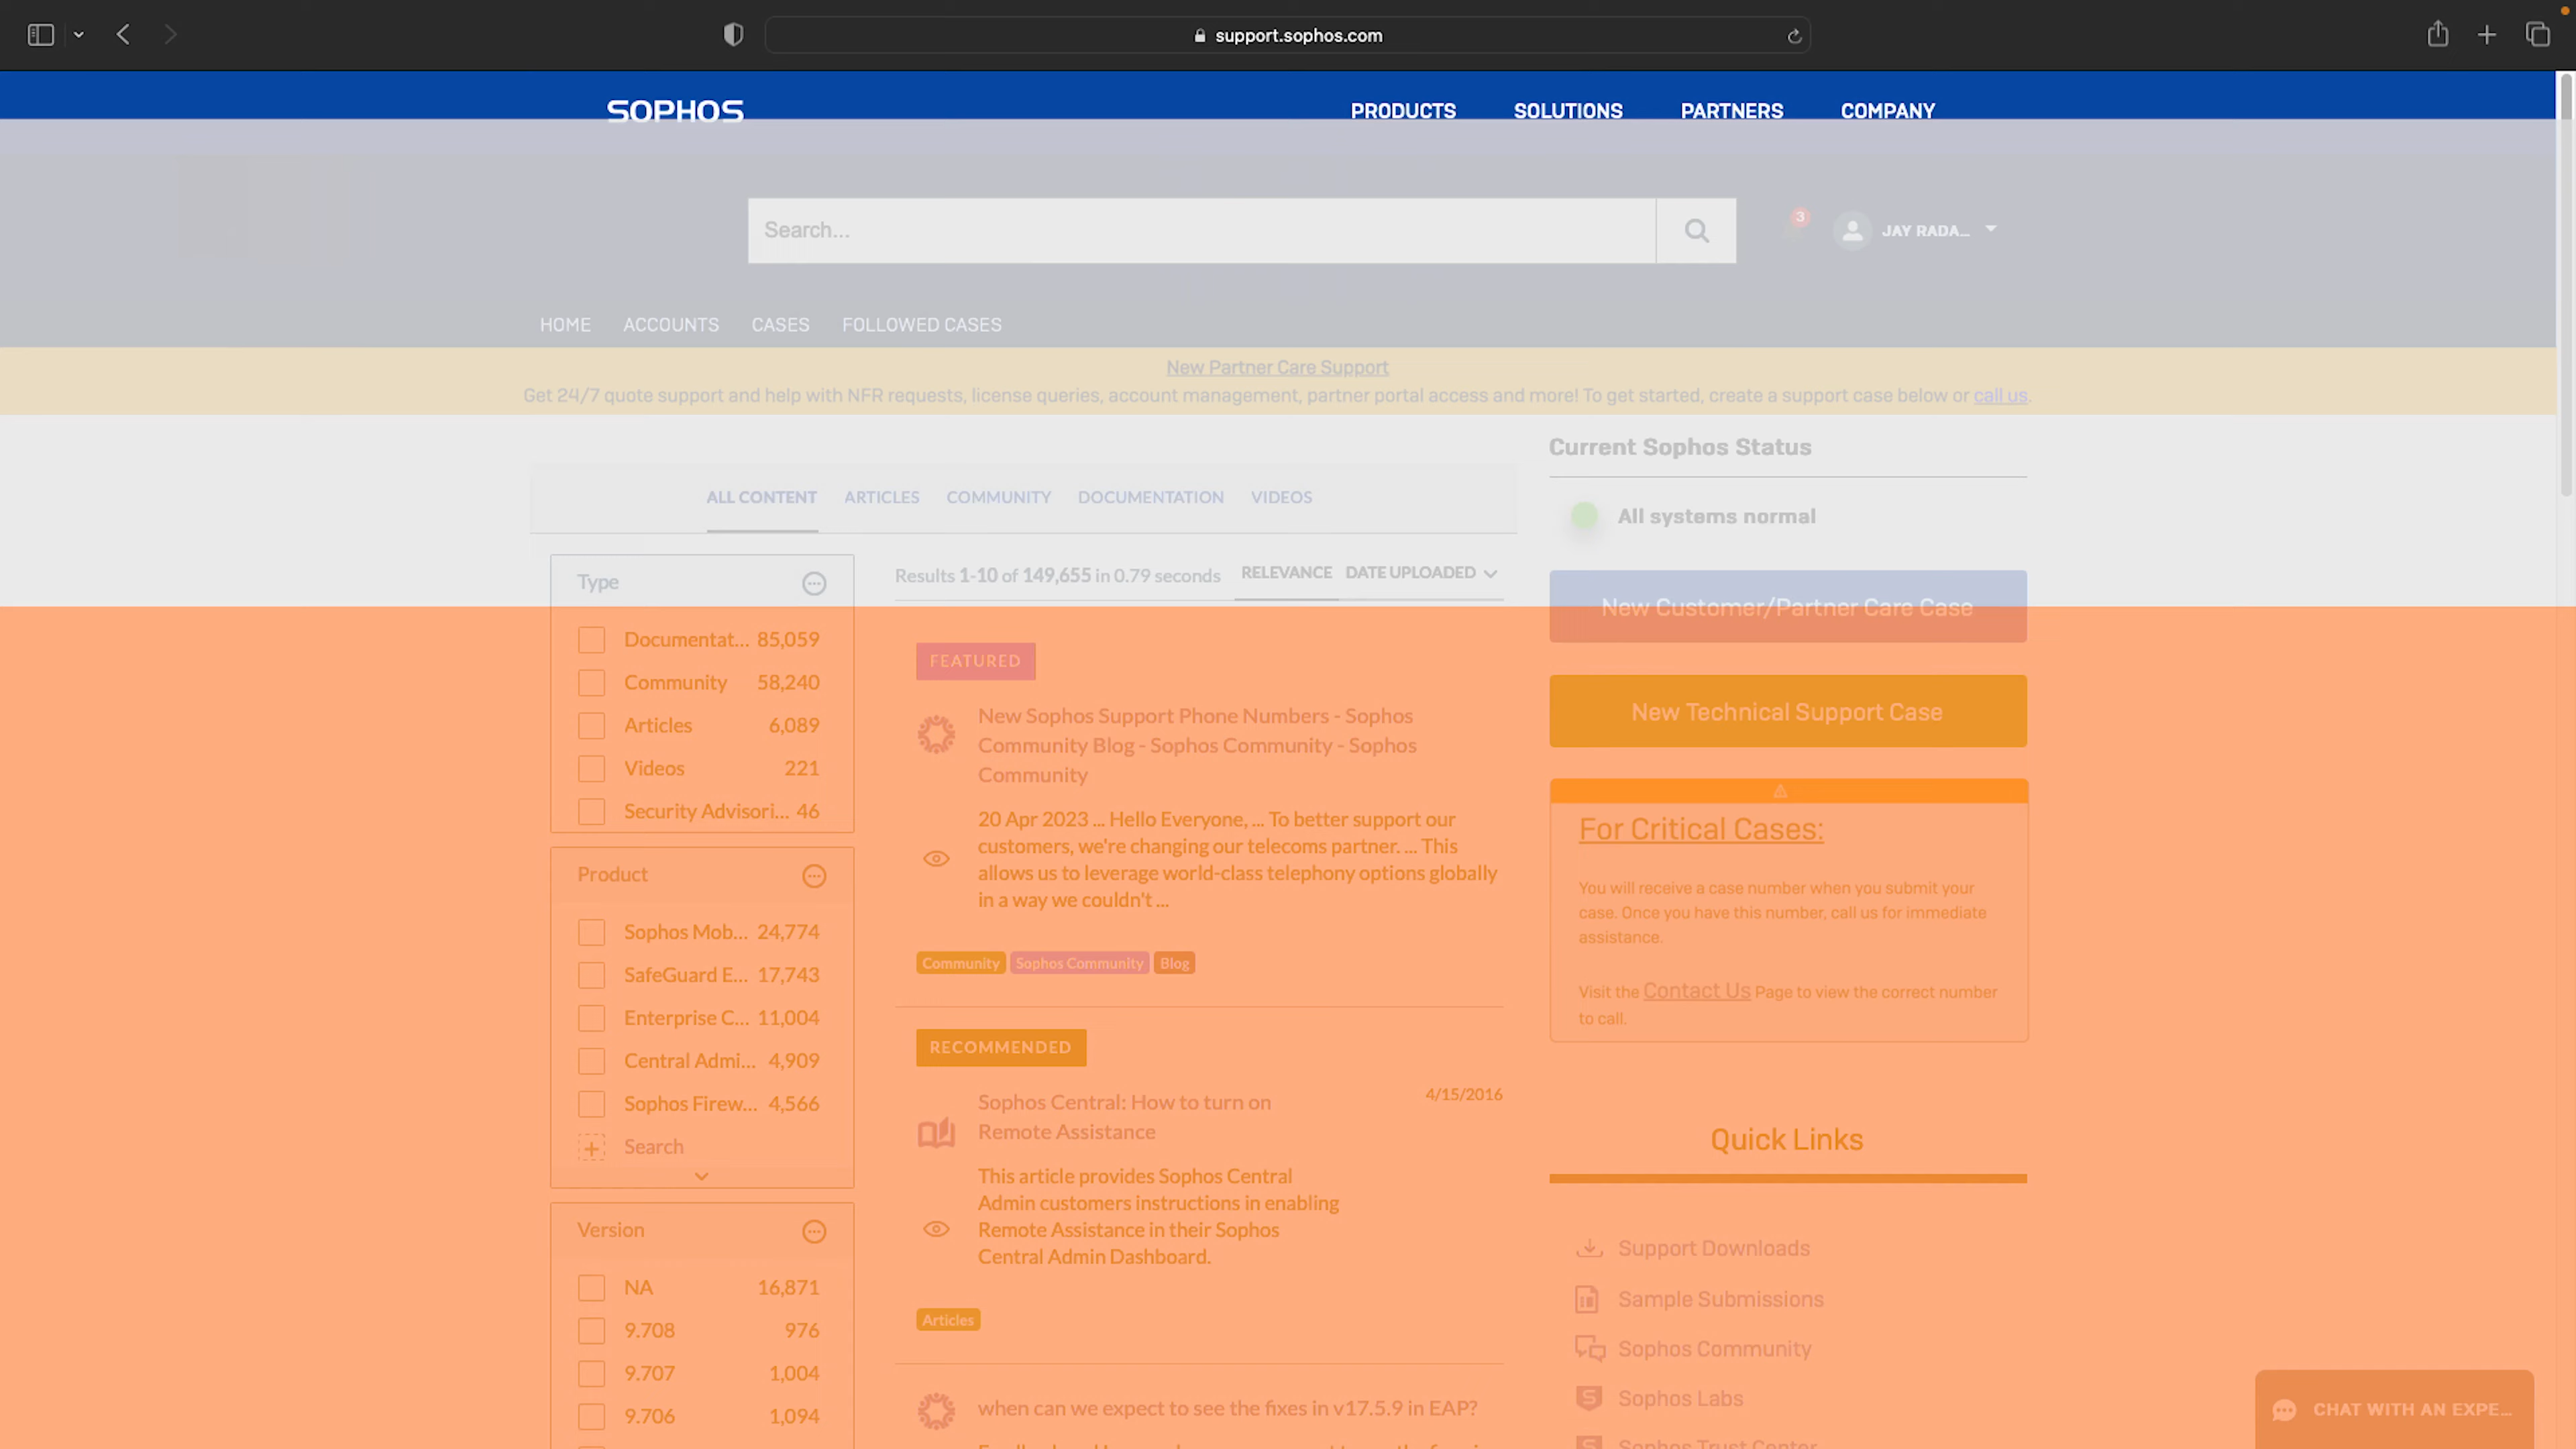 support.sophos.com
SOPHOS
PRODUCTS
SOLUTIONS
PARTNERS
COMPANY
Search...
3
JAY RADA...
HOME
ACCOUNTS
CASES
FOLLOWED CASES
New Partner Care Support
Get 24/7 quote support and help with NFR requests, license queries, account management, partner portal access and more! To get started, create a support case below or call us.
ALL CONTENT
ARTICLES
COMMUNITY
DOCUMENTATION
VIDEOS
Type
Documentat... 85,059
Community 58,240
Articles 6,089
Videos 221
Security Advisori... 46
Product
Sophos Mob... 24,774
SafeGuard E... 17,743
Enterprise C... 11,004
Central Admi... 4,909
Sophos Firew... 4,566
Search
Version
NA 16,871
9.708 976
9.707 1,004
9.706 1,094
Results 1-10 of 149,655 in 0.79 seconds
RELEVANCE
DATE UPLOADED
FEATURED
New Sophos Support Phone Numbers - Sophos
Community Blog - Sophos Community - Sophos
Community
20 Apr 2023 ... Hello Everyone, ... To better support our
customers, we're changing our telecoms partner. ... This
allows us to leverage world-class telephony options globally
in a way we couldn't ...
Community
Sophos Community
Blog
RECOMMENDED
Sophos Central: How to turn on
Remote Assistance
4/15/2016
This article provides Sophos Central
Admin customers instructions in enabling
Remote Assistance in their Sophos
Central Admin Dashboard.
Articles
when can we expect to see the fixes in v17.5.9 in EAP?
Current Sophos Status
All systems normal
New Customer/Partner Care Case
New Technical Support Case
For Critical Cases:
You will receive a case number when you submit your
case. Once you have this number, call us for immediate
assistance.
Visit the Contact Us Page to view the correct number
to call.
Quick Links
Support Downloads
Sample Submissions
Sophos Community
Sophos Labs
Sophos Trust Center
CHAT WITH AN EXPE...